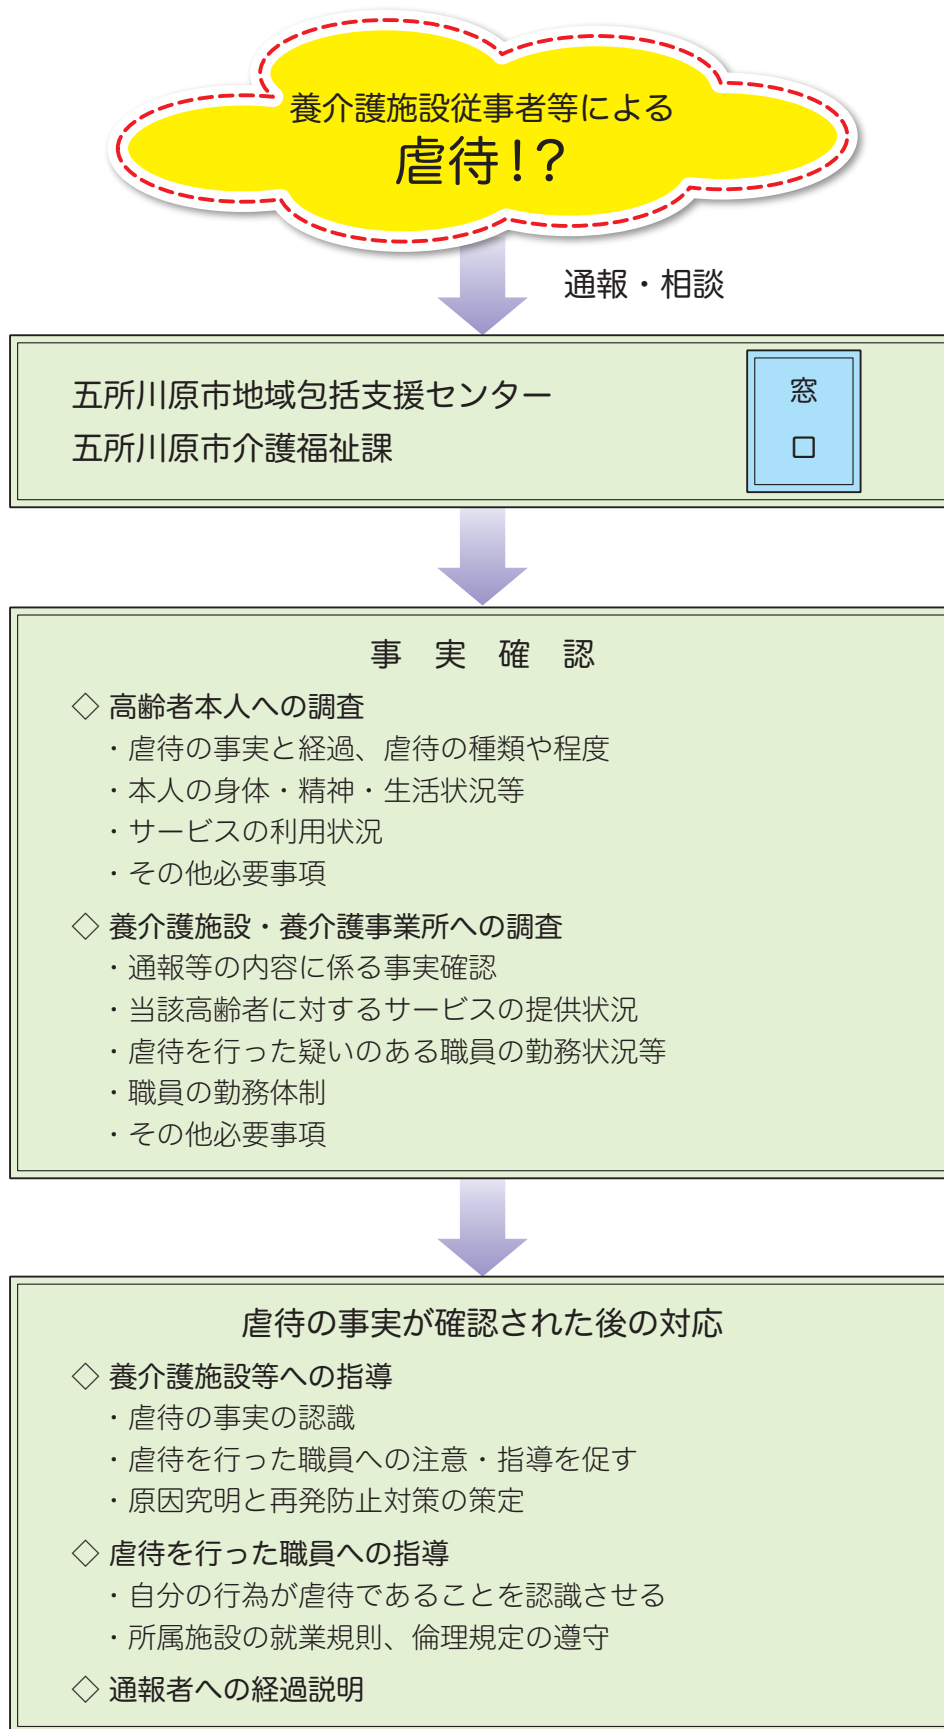 養介護施設従事者等による
虐待!?
通報・相談
五所川原市地域包括支援センター
五所川原市介護福祉課
窓
口
事 実 確 認
◇ 高齢者本人への調査
・虐待の事実と経過、虐待の種類や程度
・本人の身体・精神・生活状況等
・サービスの利用状況
・その他必要事項
◇ 養介護施設・養介護事業所への調査
・通報等の内容に係る事実確認
・当該高齢者に対するサービスの提供状況
・虐待を行った疑いのある職員の勤務状況等
・職員の勤務体制
・その他必要事項
虐待の事実が確認された後の対応
◇ 養介護施設等への指導
・虐待の事実の認識
・虐待を行った職員への注意・指導を促す
・原因究明と再発防止対策の策定
◇ 虐待を行った職員への指導
・自分の行為が虐待であることを認識させる
・所属施設の就業規則、倫理規定の遵守
◇ 通報者への経過説明